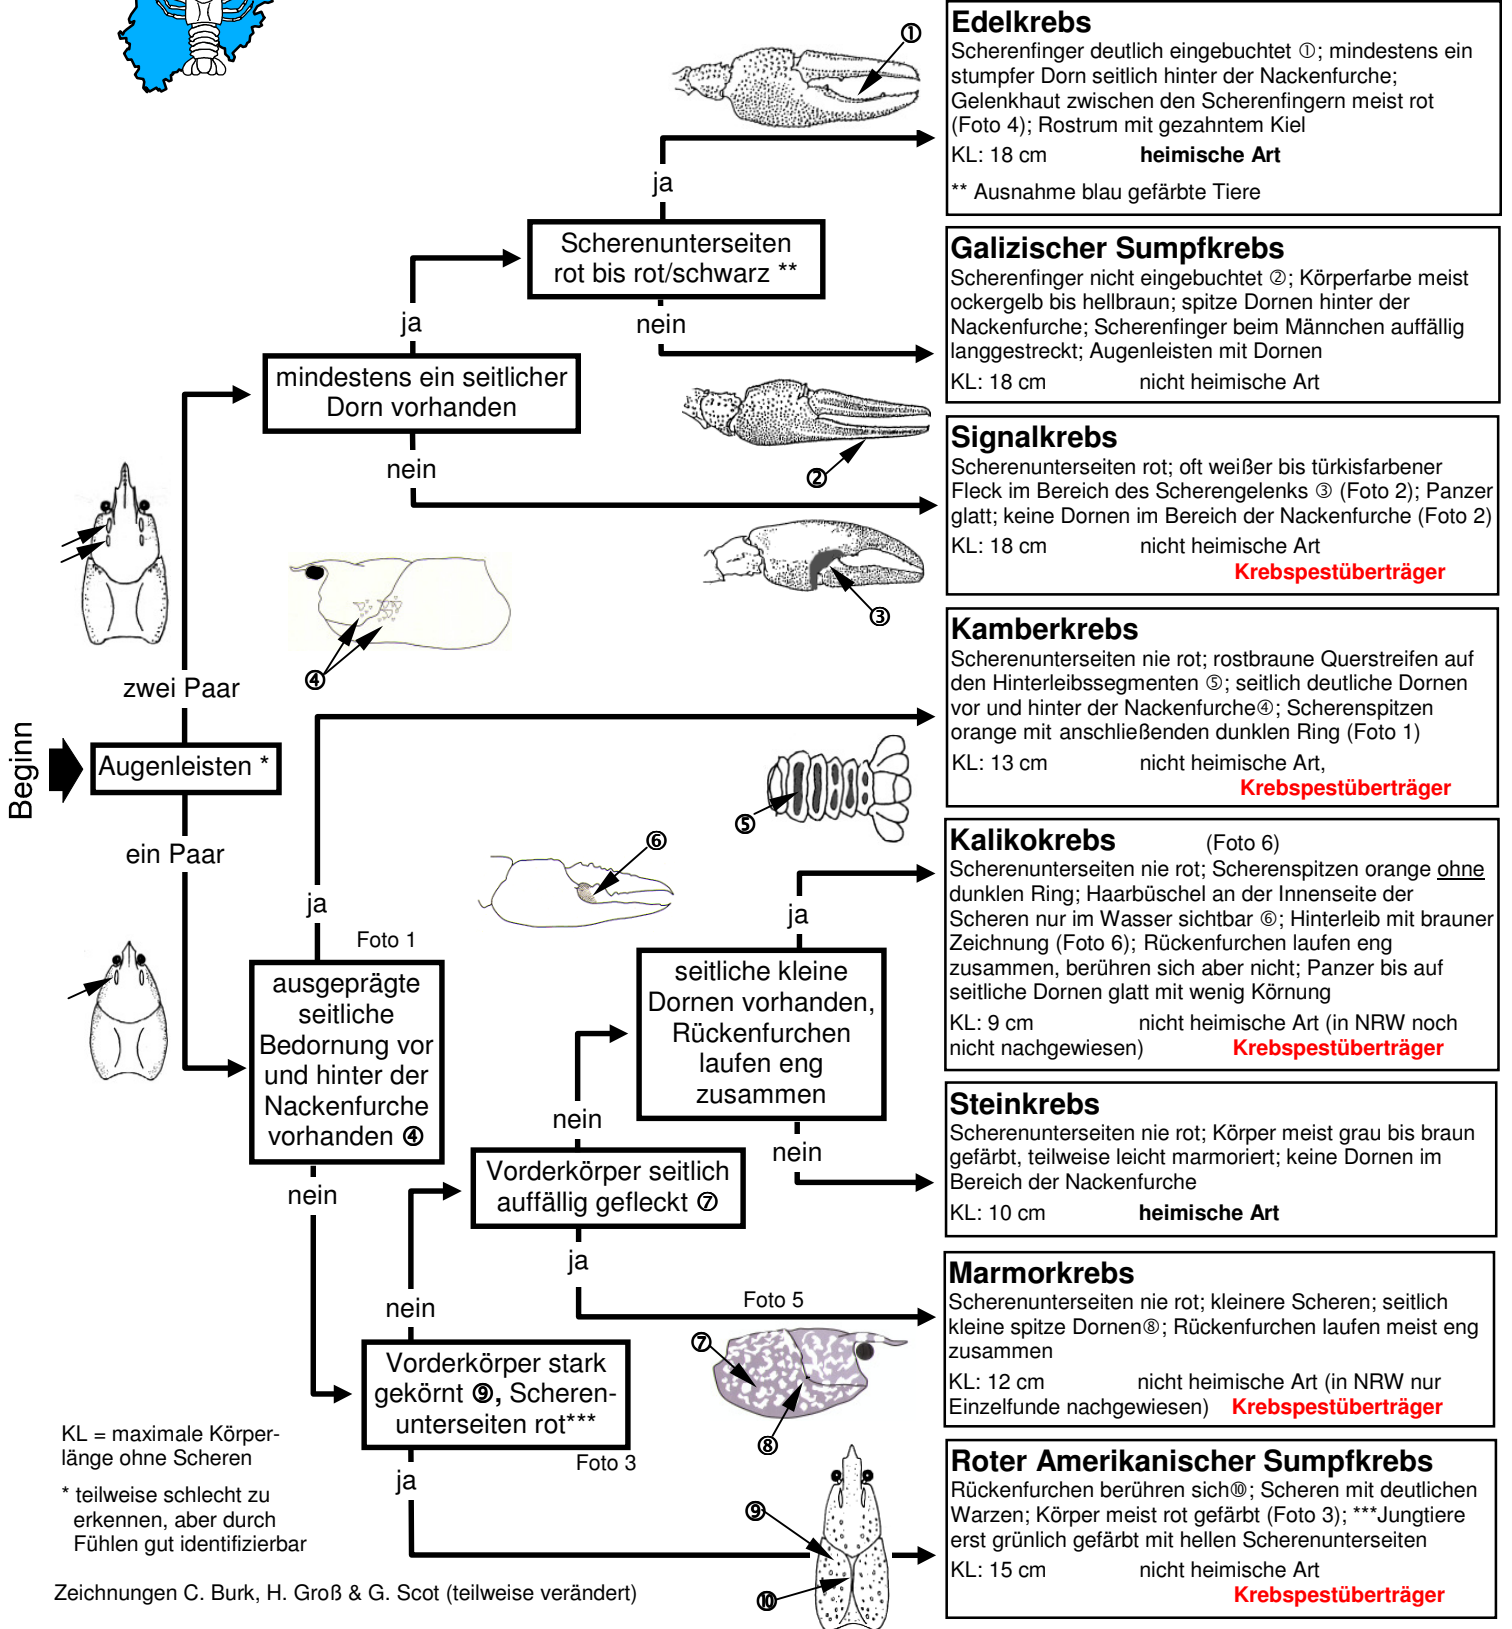 Edelkrebs
Scherenfinger deutlich eingebuchtet ①; mindestens ein
stumpfer Dorn seitlich hinter der Nackenfurche;
Gelenkhaut zwischen den Scherenfingern meist rot
(Foto 4); Rostrum mit gezahntem Kiel
KL: 18 cm heimische Art
** Ausnahme blau gefärbte Tiere
①
ja
Scherenunterseiten
rot bis rot/schwarz **
nein
Galizischer Sumpfkrebs
Scherenfinger nicht eingebuchtet ②; Körperfarbe meist
ockergelb bis hellbraun; spitze Dornen hinter der
Nackenfurche; Scherenfinger beim Männchen auffällig
langgestreckt; Augenleisten mit Dornen
KL: 18 cm nicht heimische Art
②
ja
mindestens ein seitlicher
Dorn vorhanden
nein
Signalkrebs
Scherenunterseiten rot; oft weißer bis türkisfarbener
Fleck im Bereich des Scherengelenks ③ (Foto 2); Panzer
glatt; keine Dornen im Bereich der Nackenfurche (Foto 2)
KL: 18 cm nicht heimische Art
Krebspestüberträger
③
④
zwei Paar
Beginn
Augenleisten *
ein Paar
Kamberkrebs
Scherenunterseiten nie rot; rostbraune Querstreifen auf
den Hinterleibssegmenten ⑤; seitlich deutliche Dornen
vor und hinter der Nackenfurche④; Scherenspitzen
orange mit anschließenden dunklen Ring (Foto 1)
KL: 13 cm nicht heimische Art,
Krebspestüberträger
⑤
⑥
ja
Foto 1
ausgeprägte
seitliche
Bedornung vor
und hinter der
Nackenfurche
vorhanden ④
nein
Kalikokrebs (Foto 6)
Scherenunterseiten nie rot; Scherenspitzen orange ohne
dunklen Ring; Haarbüschel an der Innenseite der
Scheren nur im Wasser sichtbar ⑥; Hinterleib mit brauner
Zeichnung (Foto 6); Rückenfurchen laufen eng
zusammen, berühren sich aber nicht; Panzer bis auf
seitliche Dornen glatt mit wenig Körnung
KL: 9 cm nicht heimische Art (in NRW noch
nicht nachgewiesen) Krebspestüberträger
ja
seitliche kleine
Dornen vorhanden,
Rückenfurchen
laufen eng
zusammen
nein
Steinkrebs
Scherenunterseiten nie rot; Körper meist grau bis braun
gefärbt, teilweise leicht marmoriert; keine Dornen im
Bereich der Nackenfurche
KL: 10 cm heimische Art
nein
Vorderkörper seitlich
auffällig gefleckt ⑦
ja
Foto 5
Marmorkrebs
Scherenunterseiten nie rot; kleinere Scheren; seitlich
kleine spitze Dornen⑧; Rückenfurchen laufen meist eng
zusammen
KL: 12 cm nicht heimische Art (in NRW nur
Einzelfunde nachgewiesen) Krebspestüberträger
⑦
⑧
nein
Vorderkörper stark
gekörnt ⑨, Scheren-
unterseiten rot***
Foto 3
ja
Roter Amerikanischer Sumpfkrebs
Rückenfurchen berühren sich⑩; Scheren mit deutlichen
Warzen; Körper meist rot gefärbt (Foto 3); ***Jungtiere
erst grünlich gefärbt mit hellen Scherenunterseiten
KL: 15 cm nicht heimische Art
Krebspestüberträger
⑨
⑩
KL = maximale Körper-
länge ohne Scheren
* teilweise schlecht zu
erkennen, aber durch
Fühlen gut identifizierbar
Zeichnungen C. Burk, H. Groß & G. Scot (teilweise verändert)